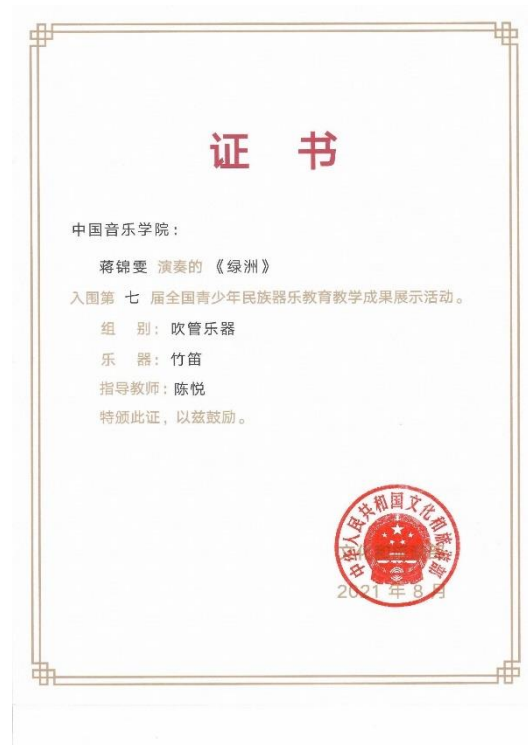 证 书
中国音乐学院：
蒋锦雯 演奏的 《绿洲》
入围第 七 届全国青少年民族器乐教育教学成果展示活动。
组 别：吹管乐器
乐 器：竹笛
指导教师：陈悦
特颁此证，以兹鼓励。
中华人民共和国文化和旅游部
2021 年 8 月